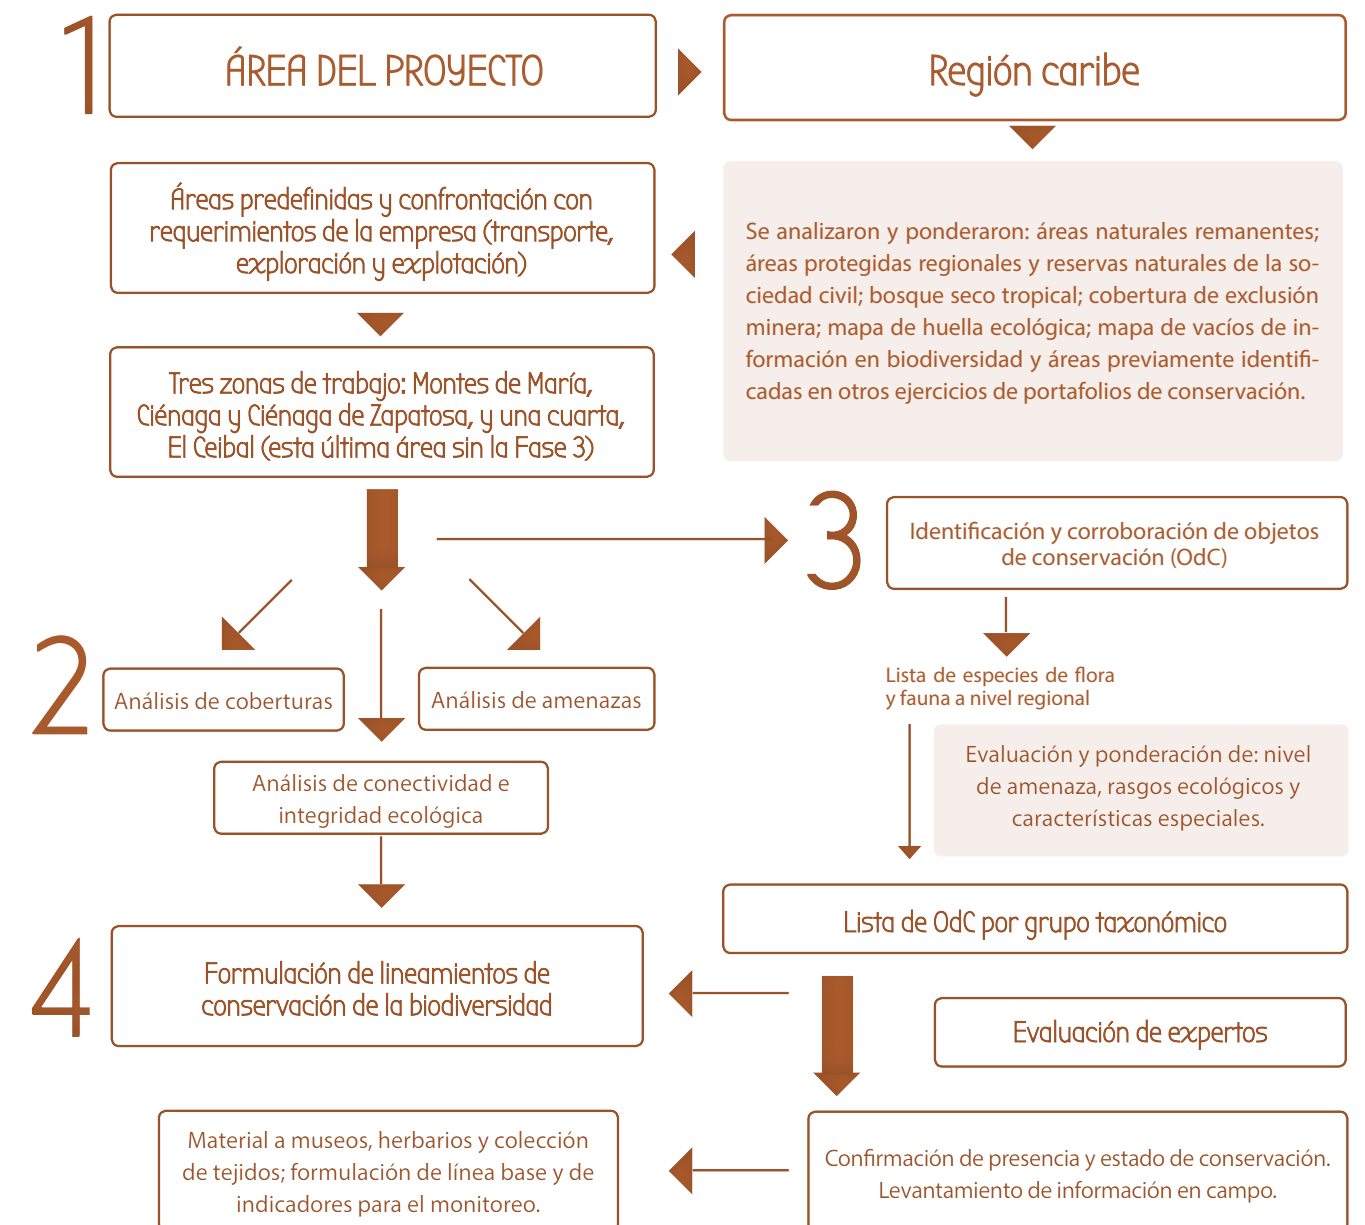 1
ÁREA DEL PROYECTO
Región caribe
Áreas predefinidas y confrontación con
requerimientos de la empresa (transporte,
exploración y explotación)
Se analizaron y ponderaron: áreas naturales remanentes;
áreas protegidas regionales y reservas naturales de la so-
ciedad civil; bosque seco tropical; cobertura de exclusión
minera; mapa de huella ecológica; mapa de vacíos de in-
formación en biodiversidad y áreas previamente identifi-
cadas en otros ejercicios de portafolios de conservación.
Tres zonas de trabajo: Montes de María,
Ciénaga y Ciénaga de Zapatosa, y una cuarta,
El Ceibal (esta última área sin la Fase 3)
2
Análisis de coberturas
Análisis de amenazas
Análisis de conectividad e
integridad ecológica
3
Identificación y corroboración de objetos
de conservación (OdC)
Lista de especies de flora
y fauna a nivel regional
Evaluación y ponderación de: nivel
de amenaza, rasgos ecológicos y
características especiales.
Lista de OdC por grupo taxonómico
4
Formulación de lineamientos de
conservación de la biodiversidad
Evaluación de expertos
Confirmación de presencia y estado de conservación.
Levantamiento de información en campo.
Material a museos, herbarios y colección
de tejidos; formulación de línea base y de
indicadores para el monitoreo.